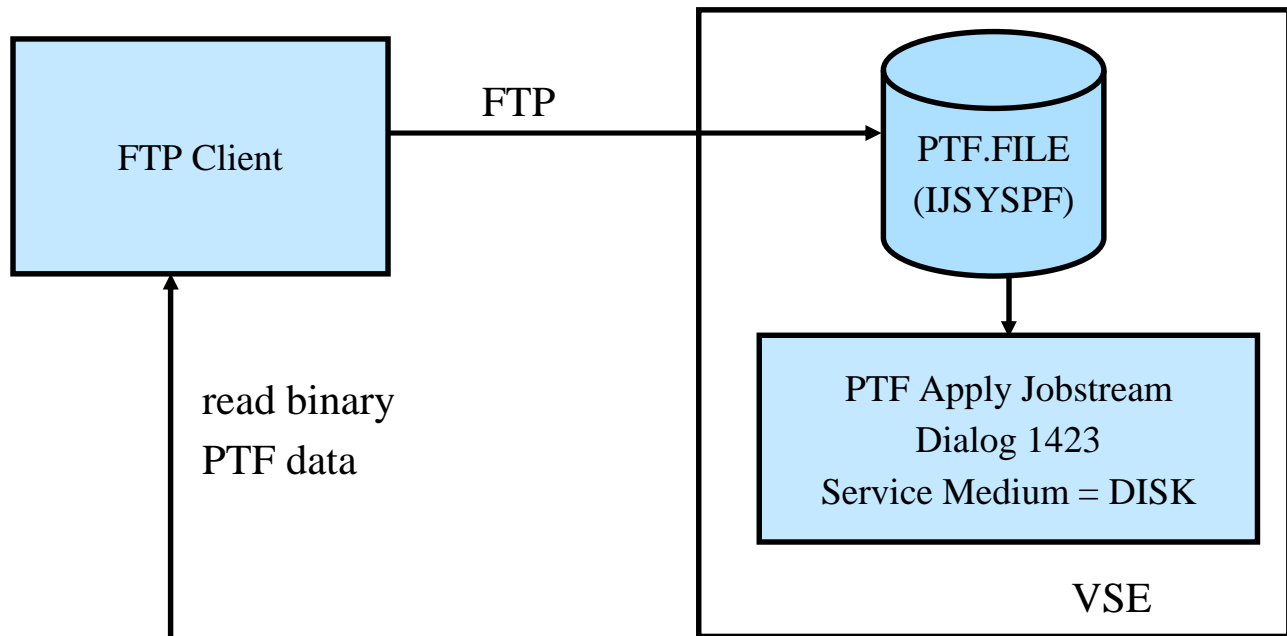 FTP Client
FTP
PTF.FILE
(IJSYSPF)
read binary
PTF data
PTF Apply Jobstream
Dialog 1423
Service Medium = DISK
VSE